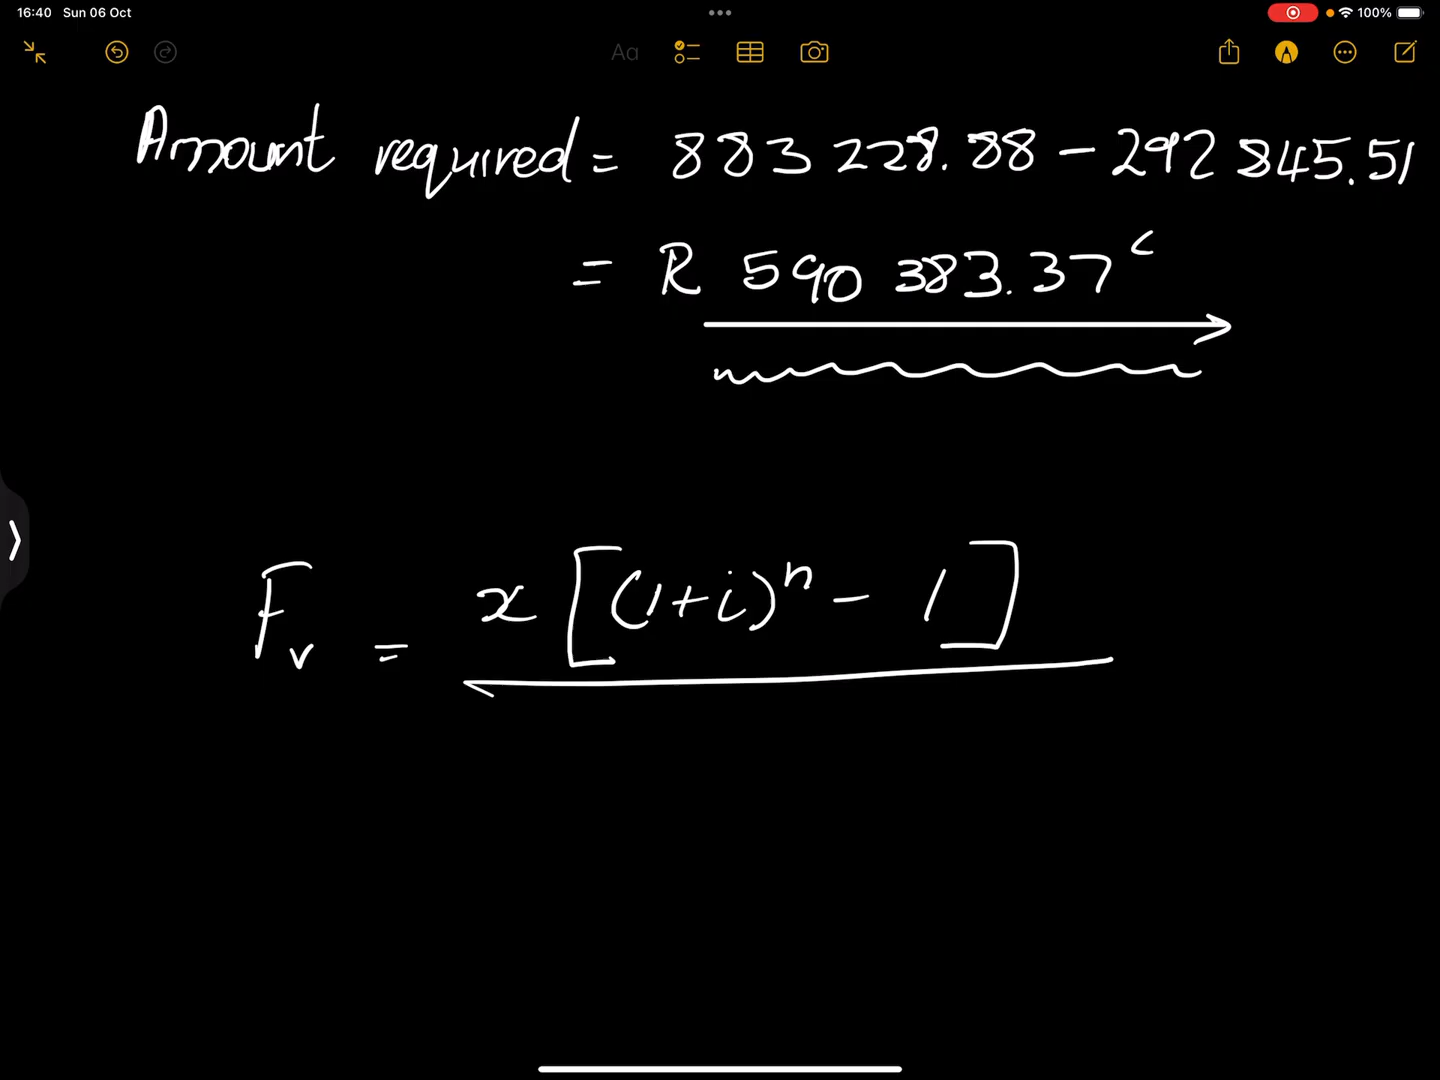 16:40 Sun 06 Oct 100%
Aa
Amount required = 883 228.88 - 292 845.51
= R 590 383.37 c
Fv = x [(1+i)^n - 1]